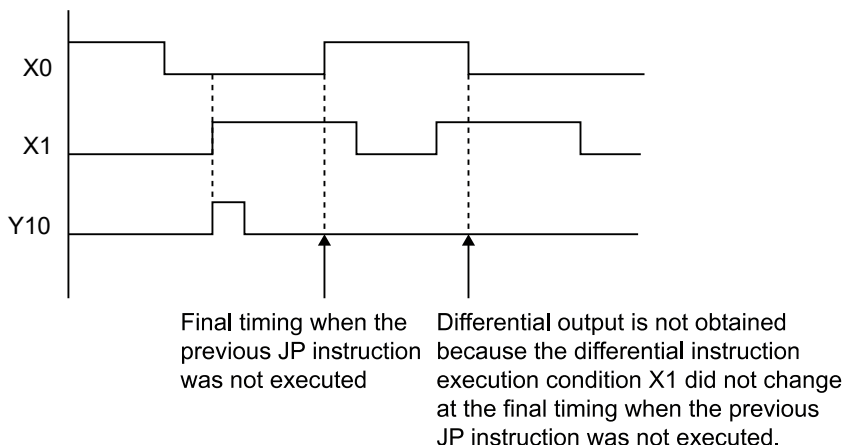 X0
X1
Y10
Final timing when the
previous JP instruction
was not executed
Differential output is not obtained
because the differential instruction
execution condition X1 did not change
at the final timing when the previous
JP instruction was not executed.